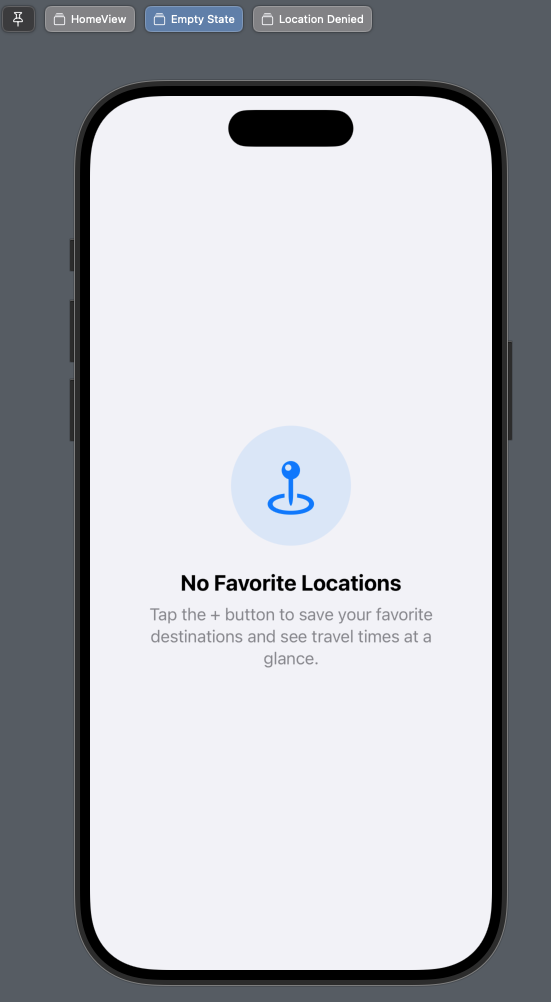 HomeView
Empty State
Location Denied
No Favorite Locations
Tap the + button to save your favorite
destinations and see travel times at a
glance.